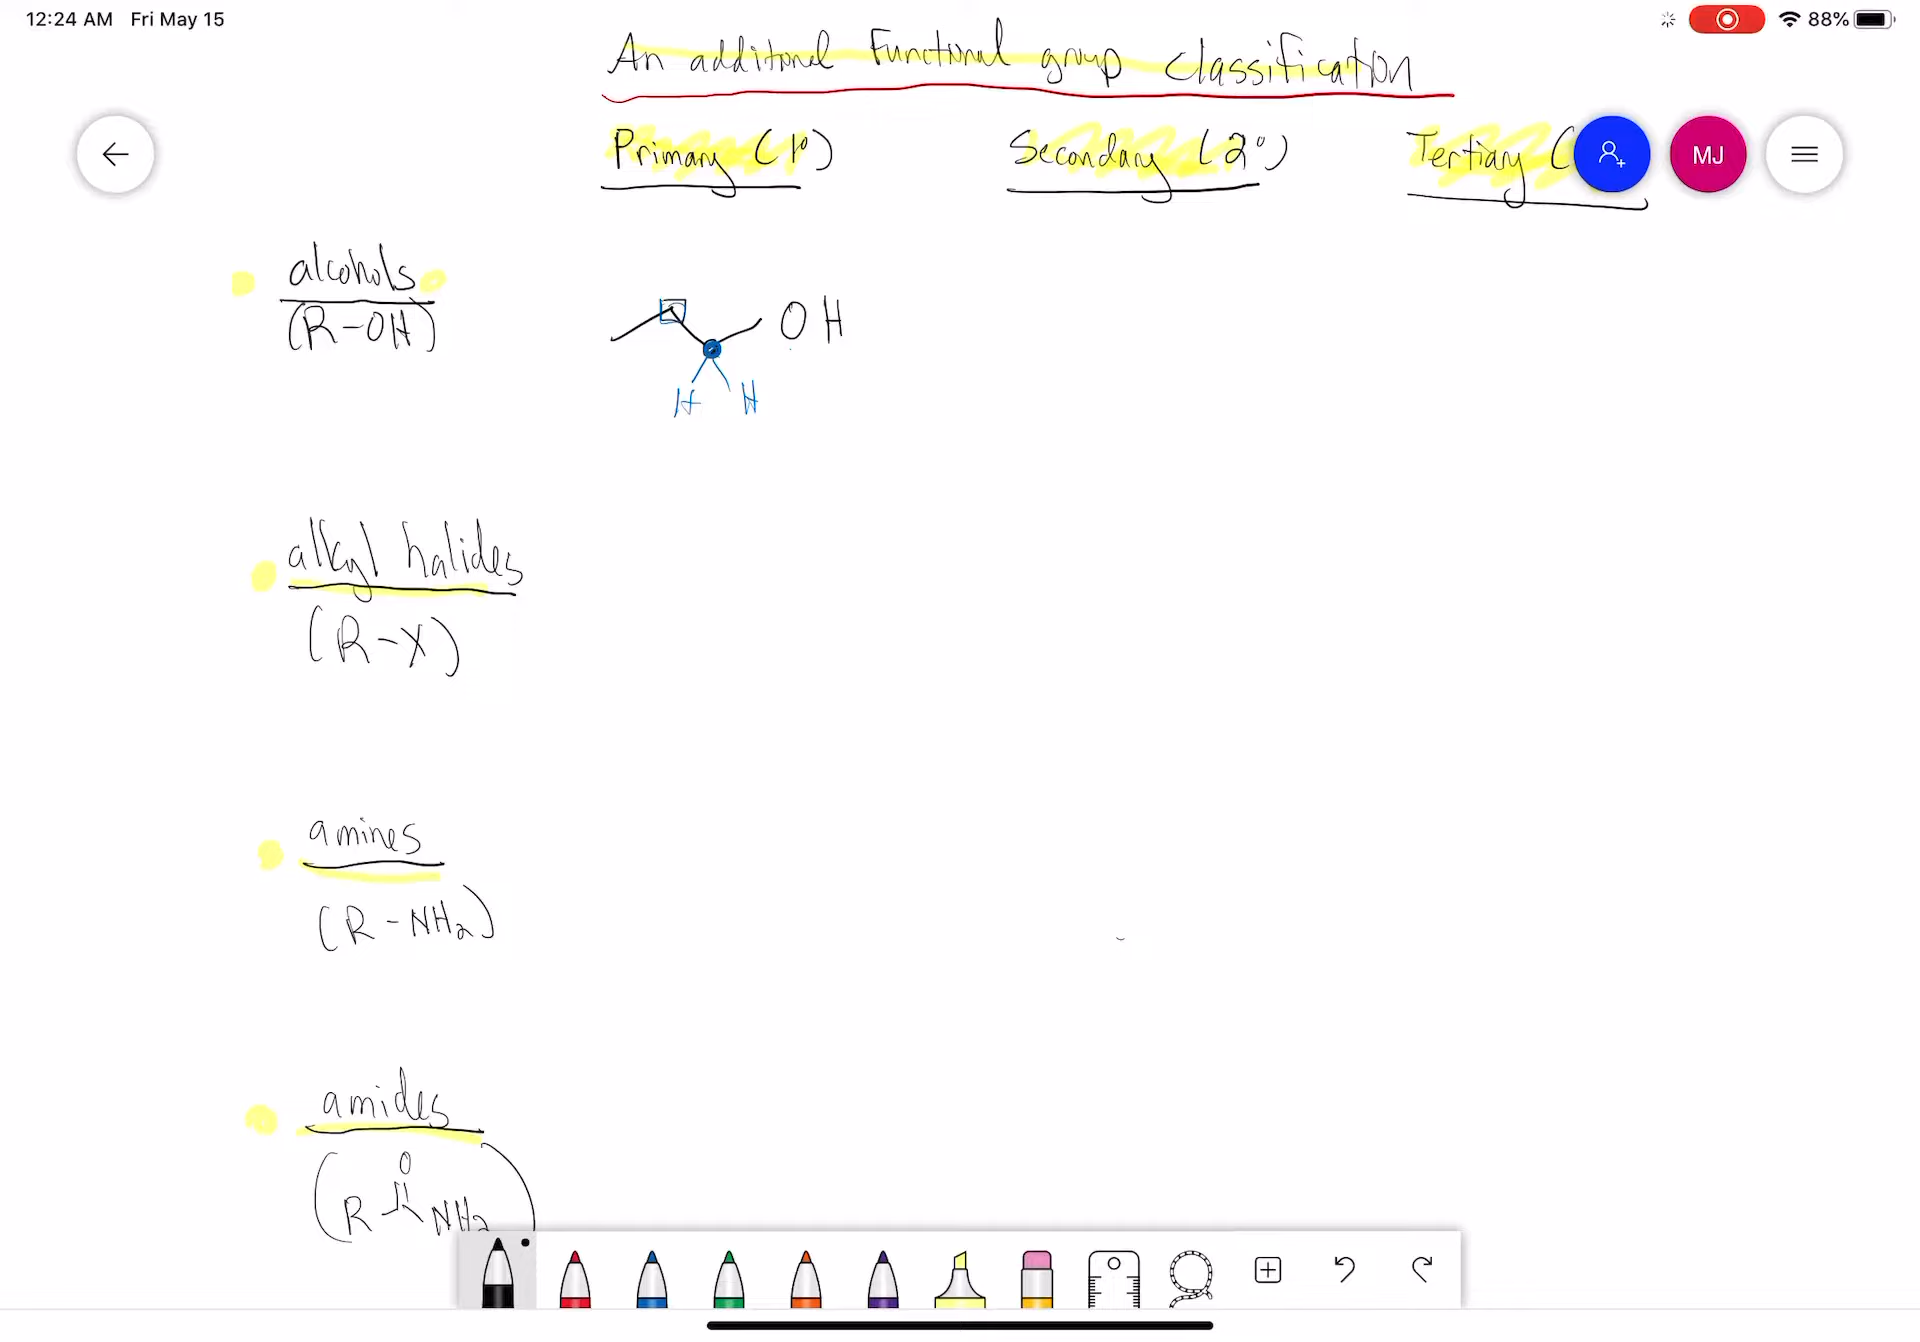 12:24 AM Fri May 15
88%
An additional Functional group classification
Primary (1°) Secondary (2°) Tertiary (
MJ
alcohols
(R-OH)
OH
H H
alkyl halides
(R-X)
amines
(R-NH₂)
amides
O
(R NH₂